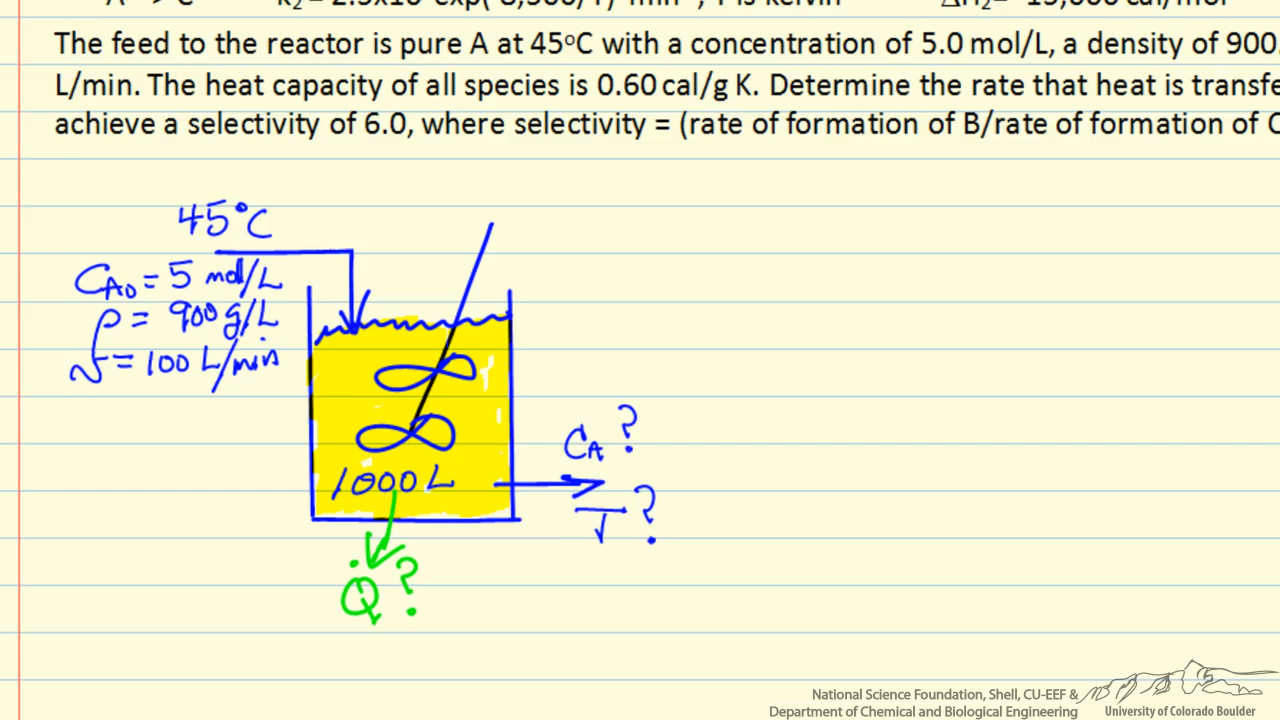 The feed to the reactor is pure A at 45°C with a concentration of 5.0 mol/L, a density of 900.
L/min. The heat capacity of all species is 0.60 cal/g K. Determine the rate that heat is transfe
achieve a selectivity of 6.0, where selectivity = (rate of formation of B/rate of formation of C
45°C
CA0 = 5 mol/L
ρ = 900 g/L
v = 100 L/min
CA ?
1000 L
T ?
Q̇ ?
National Science Foundation, Shell, CU-EEF &
Department of Chemical and Biological Engineering
University of Colorado Boulder